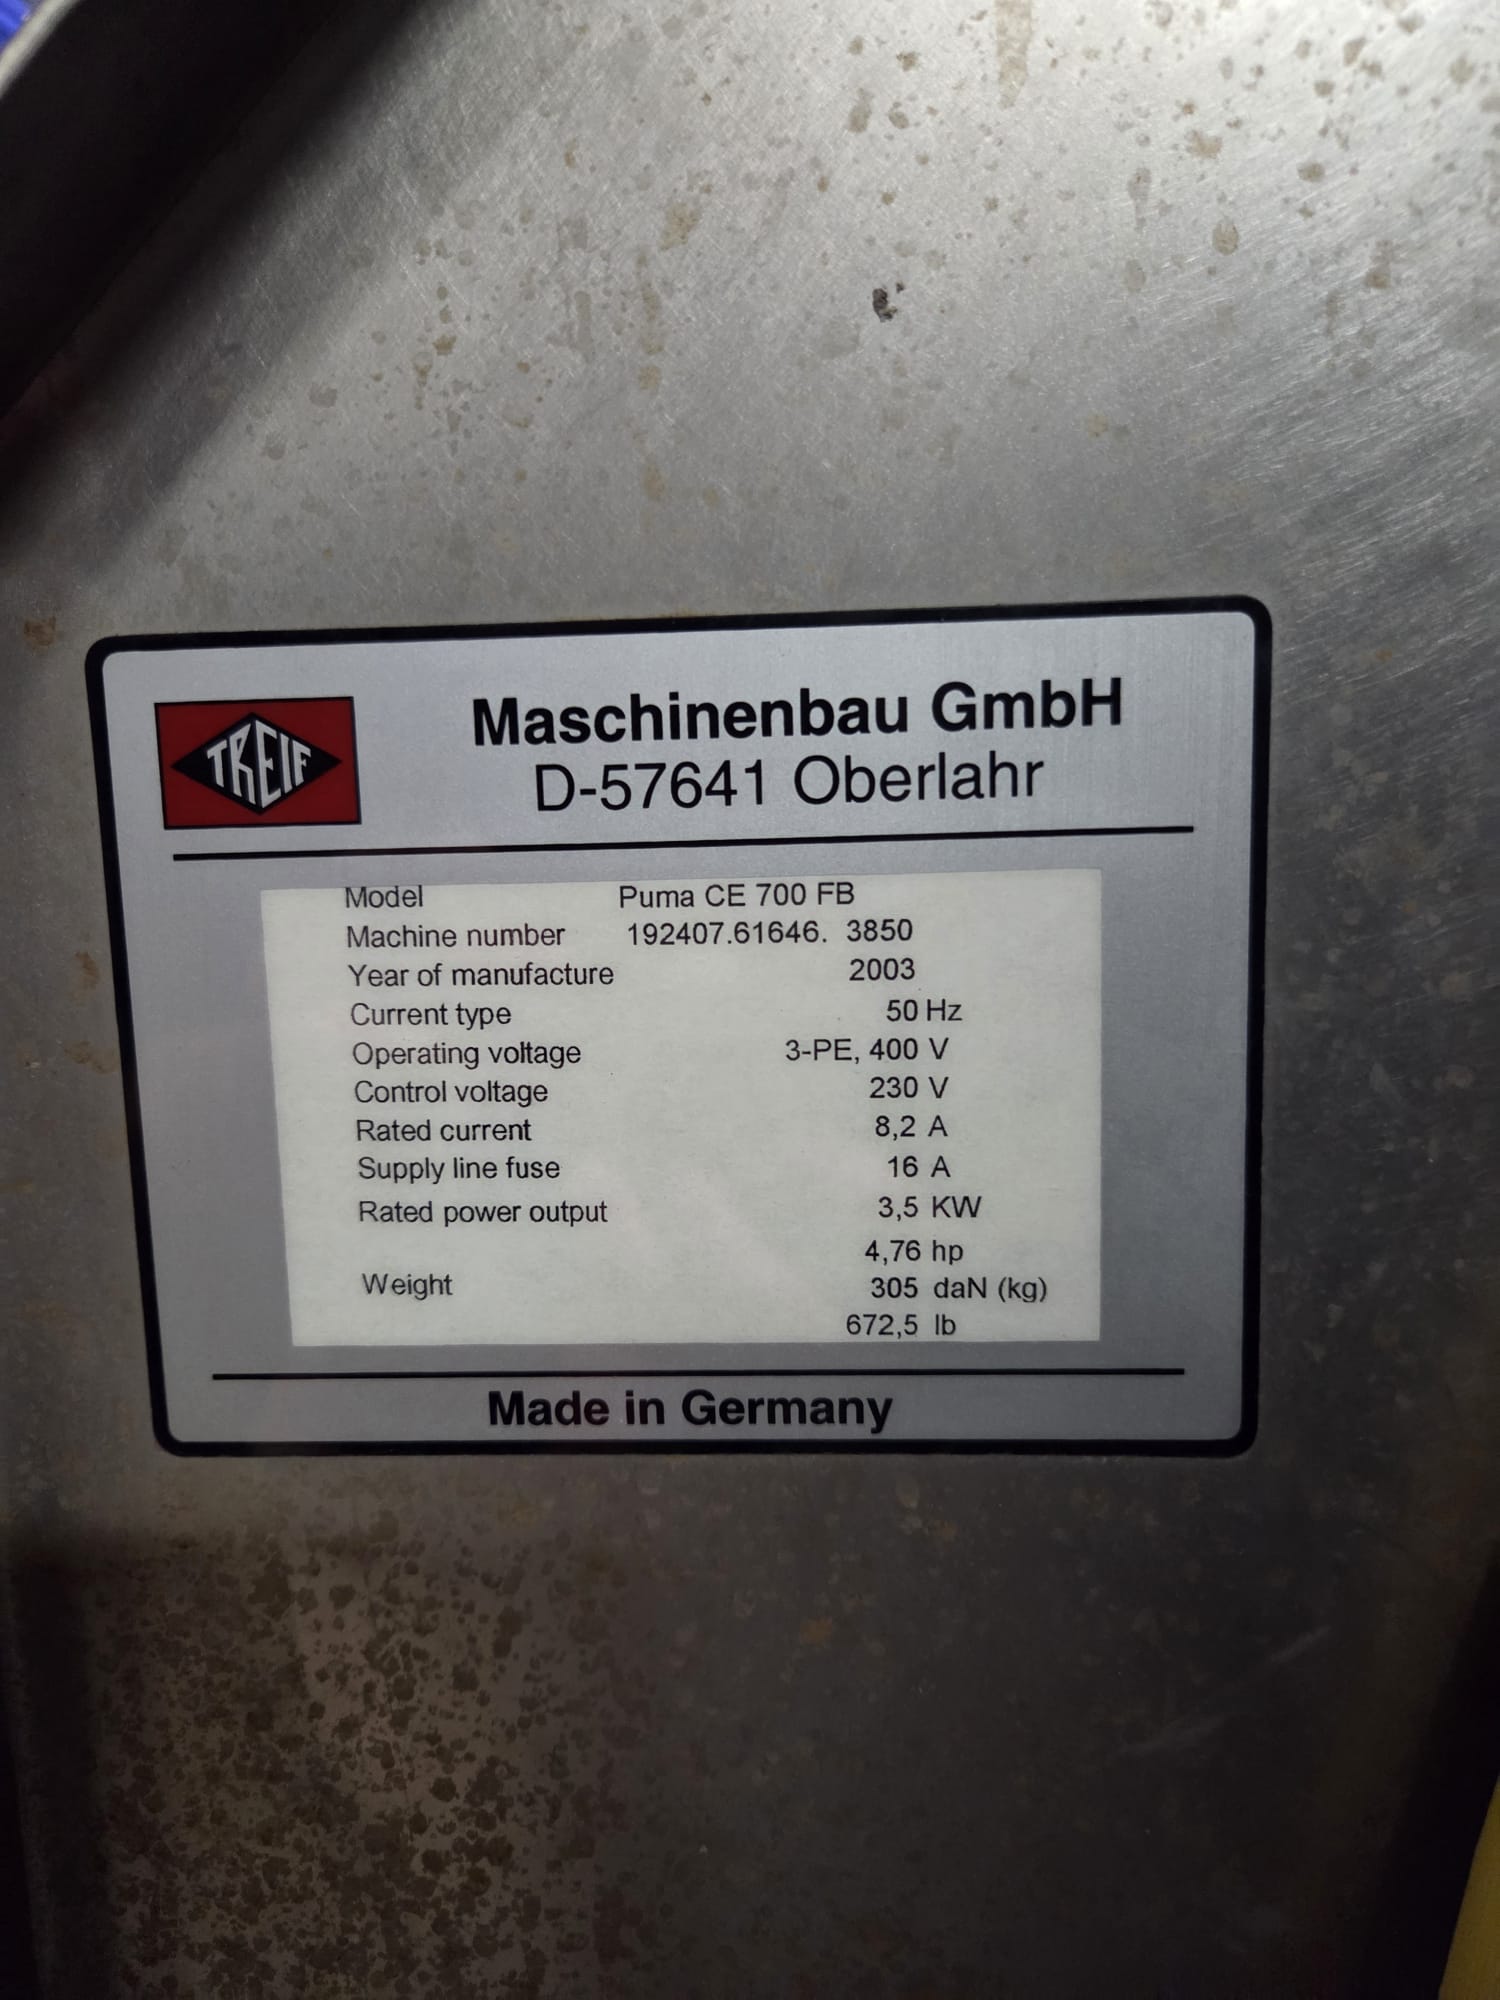 TREIF
Maschinenbau GmbH
D-57641 Oberlahr
Model Puma CE 700 FB
Machine number 192407.61646. 3850
Year of manufacture 2003
Current type 50 Hz
Operating voltage 3-PE, 400 V
Control voltage 230 V
Rated current 8,2 A
Supply line fuse 16 A
Rated power output 3,5 KW
4,76 hp
Weight 305 daN (kg)
672,5 lb
Made in Germany